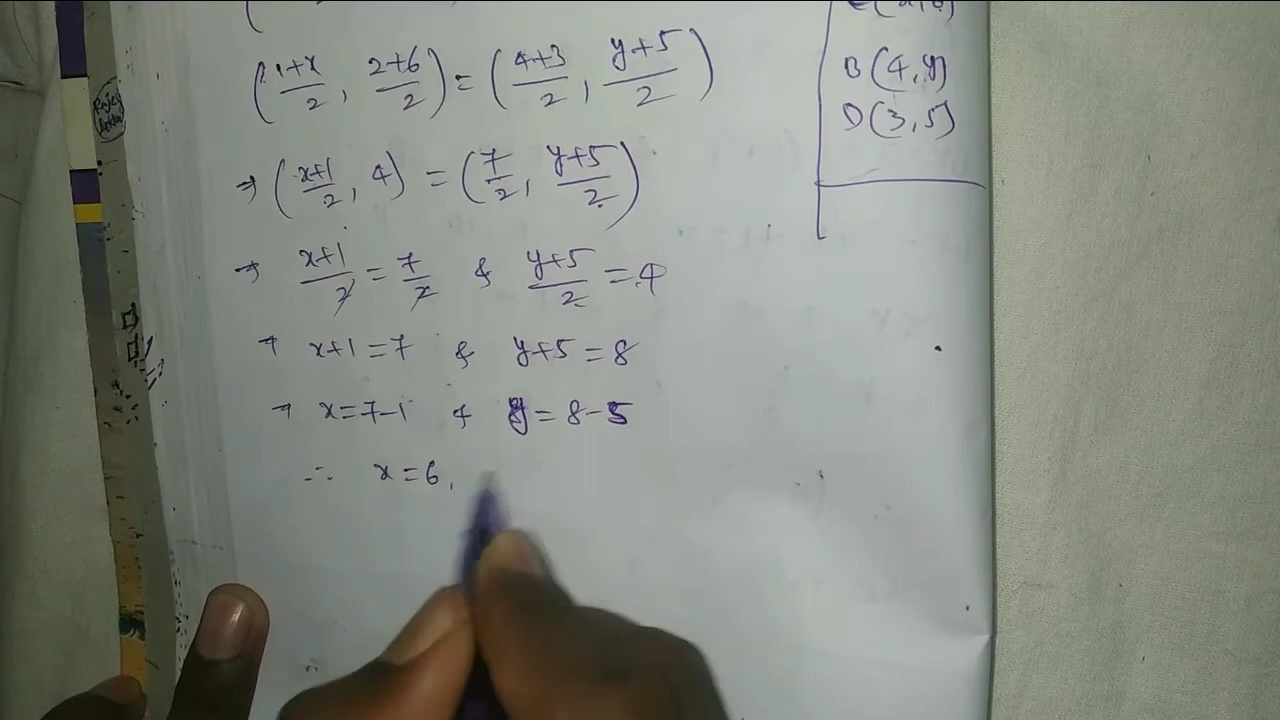 (1+x/2, 2+6/2) = (4+3/2, y+5/2)
B(4,y)
D(3,5)
⇒ (x+1/2, 4) = (7/2, y+5/2)
⇒ x+1/2 = 7/2 & y+5/2 = 4
⇒ x+1=7 & y+5=8
⇒ x=7-1 & y=8-5
∴ x=6,